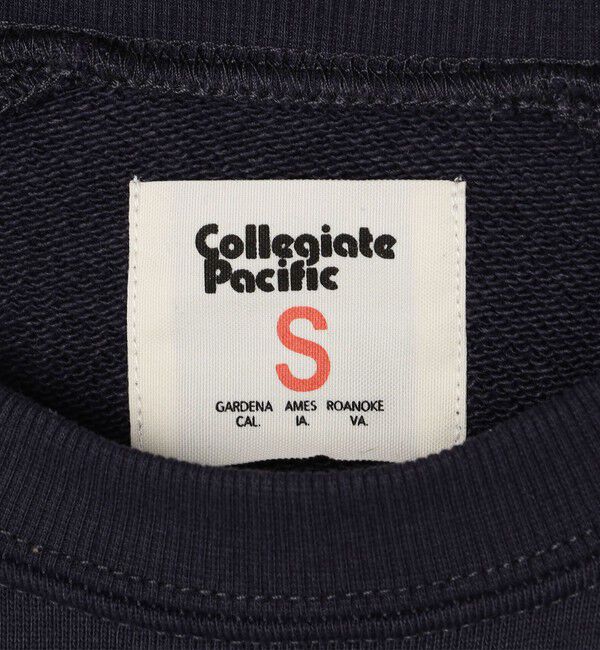 Collegiate
Pacific
S
GARDENA AMES ROANOKE
CAL. IA. VA.